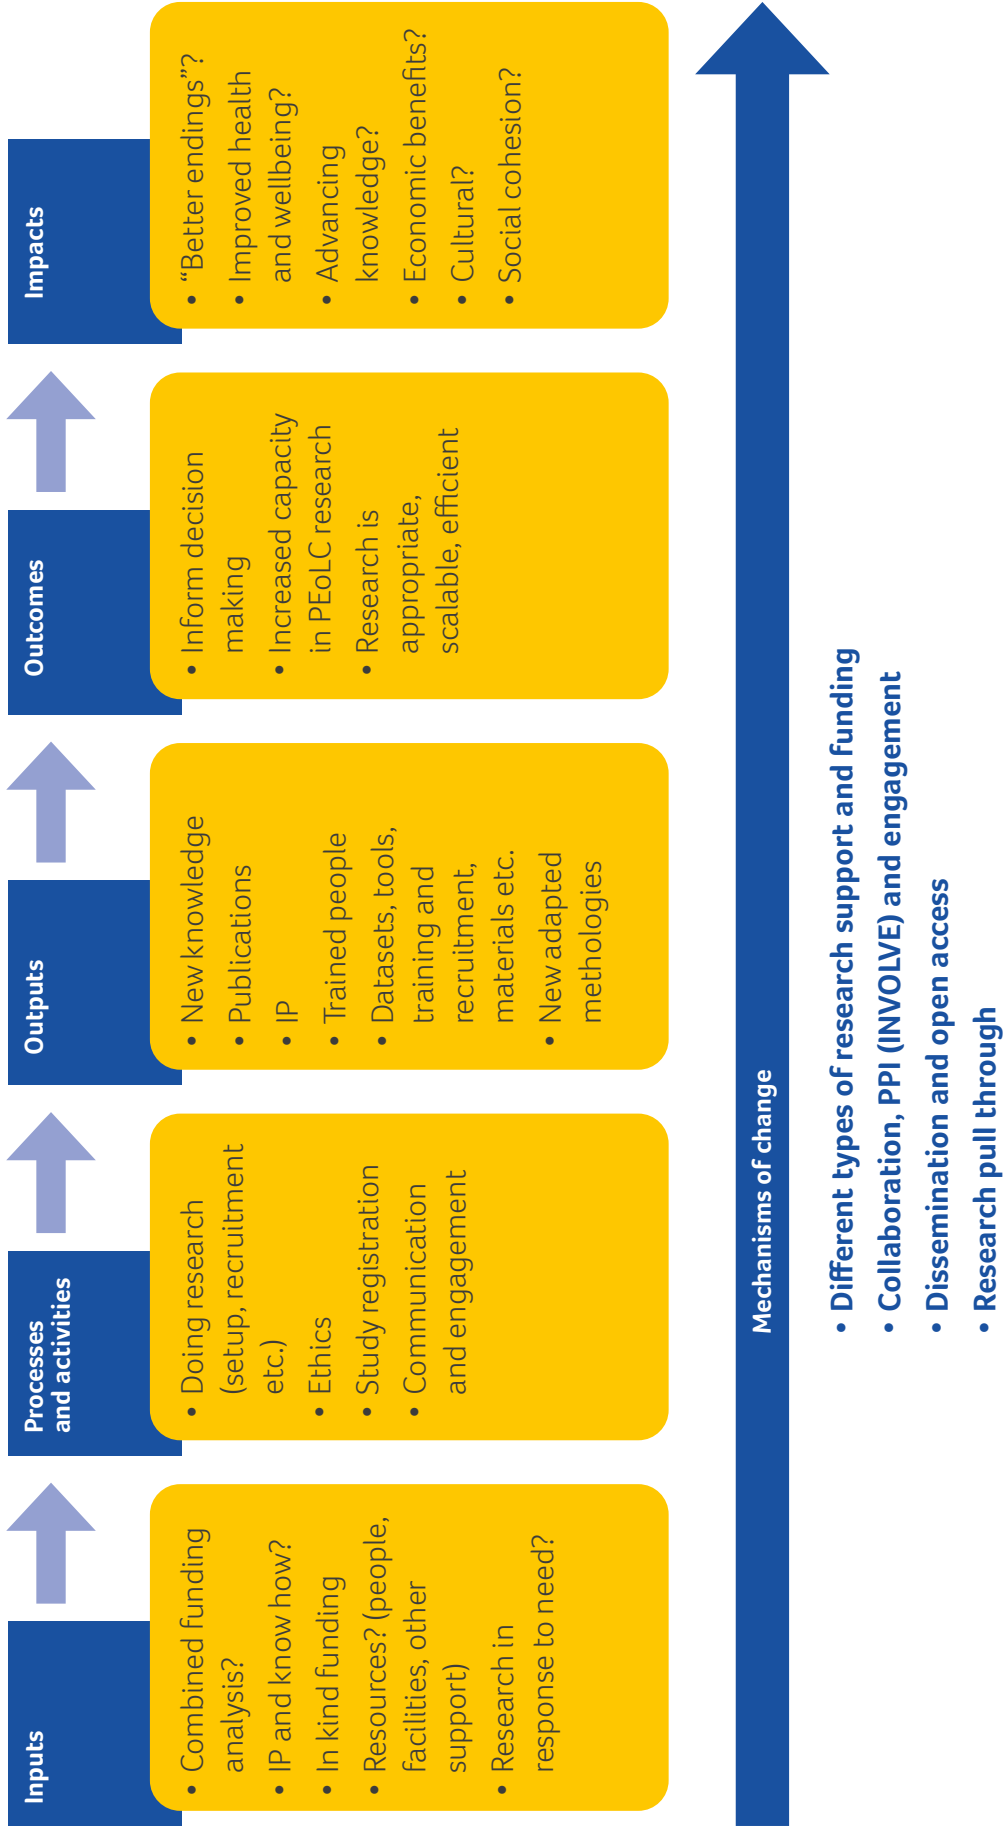 Inputs
• Combined funding
analysis?
• IP and know how?
• In kind funding
• Resources? (people,
facilities, other
support)
• Research in
response to need?
Processes
and activities
• Doing research
(setup, recruitment
etc.)
• Ethics
• Study registration
• Communication
and engagement
Outputs
• New knowledge
• Publications
• IP
• Trained people
• Datasets, tools,
training and
recruitment,
materials etc.
• New adapted
methologies
Outcomes
• Inform decision
making
• Increased capacity
in PEoLC research
• Research is
appropriate,
scalable, efficient
Impacts
• “Better endings”?
• Improved health
and wellbeing?
• Advancing
knowledge?
• Economic benefits?
• Cultural?
• Social cohesion?
Mechanisms of change
• Different types of research support and funding
• Collaboration, PPI (INVOLVE) and engagement
• Dissemination and open access
• Research pull through